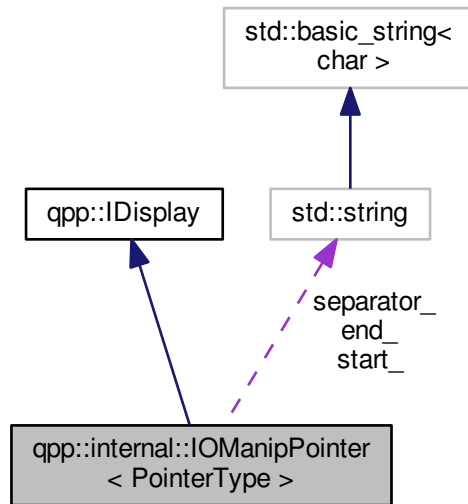 std::basic_string<
char >
qpp::IDisplay
std::string
separator_
end_
start_
qpp::internal::IOManipPointer
< PointerType >